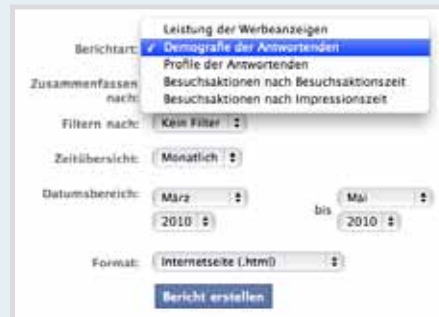 Leistung der Werbeanzeigen
Berichtart: ✓ Demografie der Antwortenden
Profile der Antwortenden
Zusammenfassen nach: Besuchsaktionen nach Besuchsaktionszeit
Besuchsaktionen nach Impressionszeit
Filtern nach: Kein Filter
Zeitübersicht: Monatlich
Datumsbereich: März bis Mai
2010 2010
Format: Internetseite (.html)
Bericht erstellen